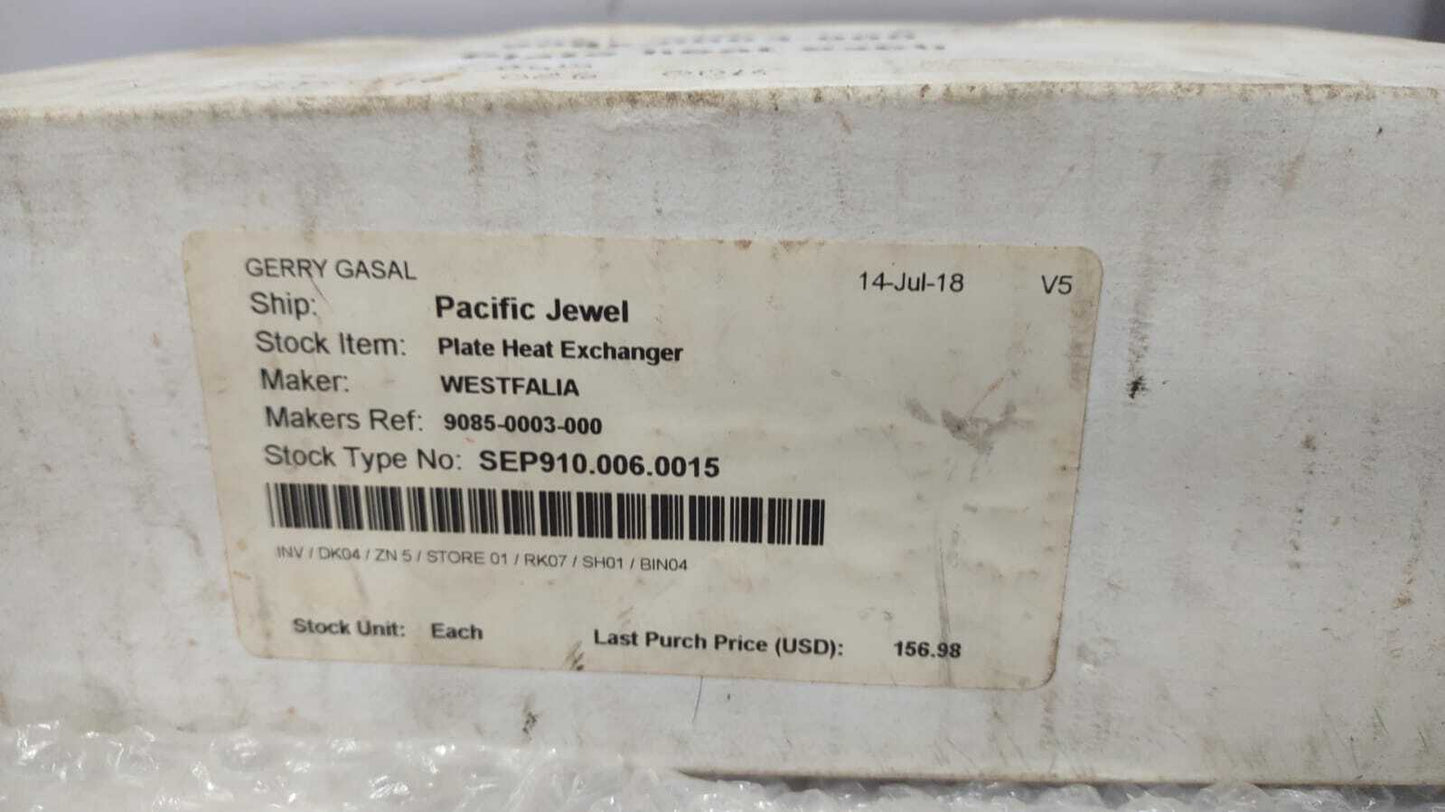 GERRY GASAL 14-Jul-18 V5
Ship: Pacific Jewel
Stock Item: Plate Heat Exchanger
Maker: WESTFALIA
Makers Ref: 9085-0003-000
Stock Type No: SEP910.006.0015
INV / DK04 / ZN 5 / STORE 01 / RK07 / SH01 / BIN04
Stock Unit: Each Last Purch Price (USD): 156.98